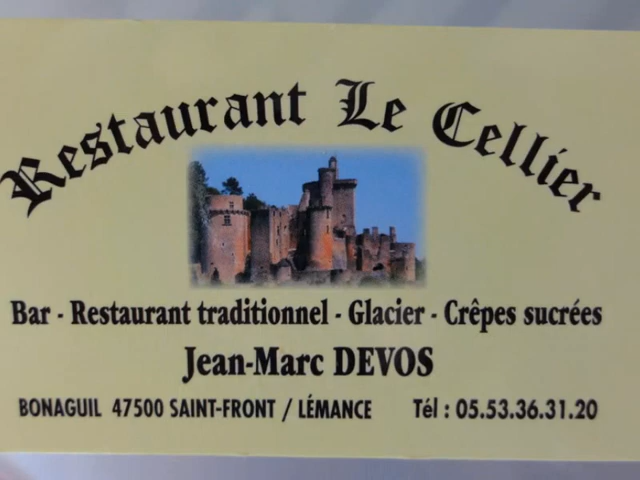 Restaurant Le Cellier
Bar - Restaurant traditionnel - Glacier - Crêpes sucrées
Jean-Marc DEVOS
BONAGUIL 47500 SAINT-FRONT / LÉMANCE Tél : 05.53.36.31.20